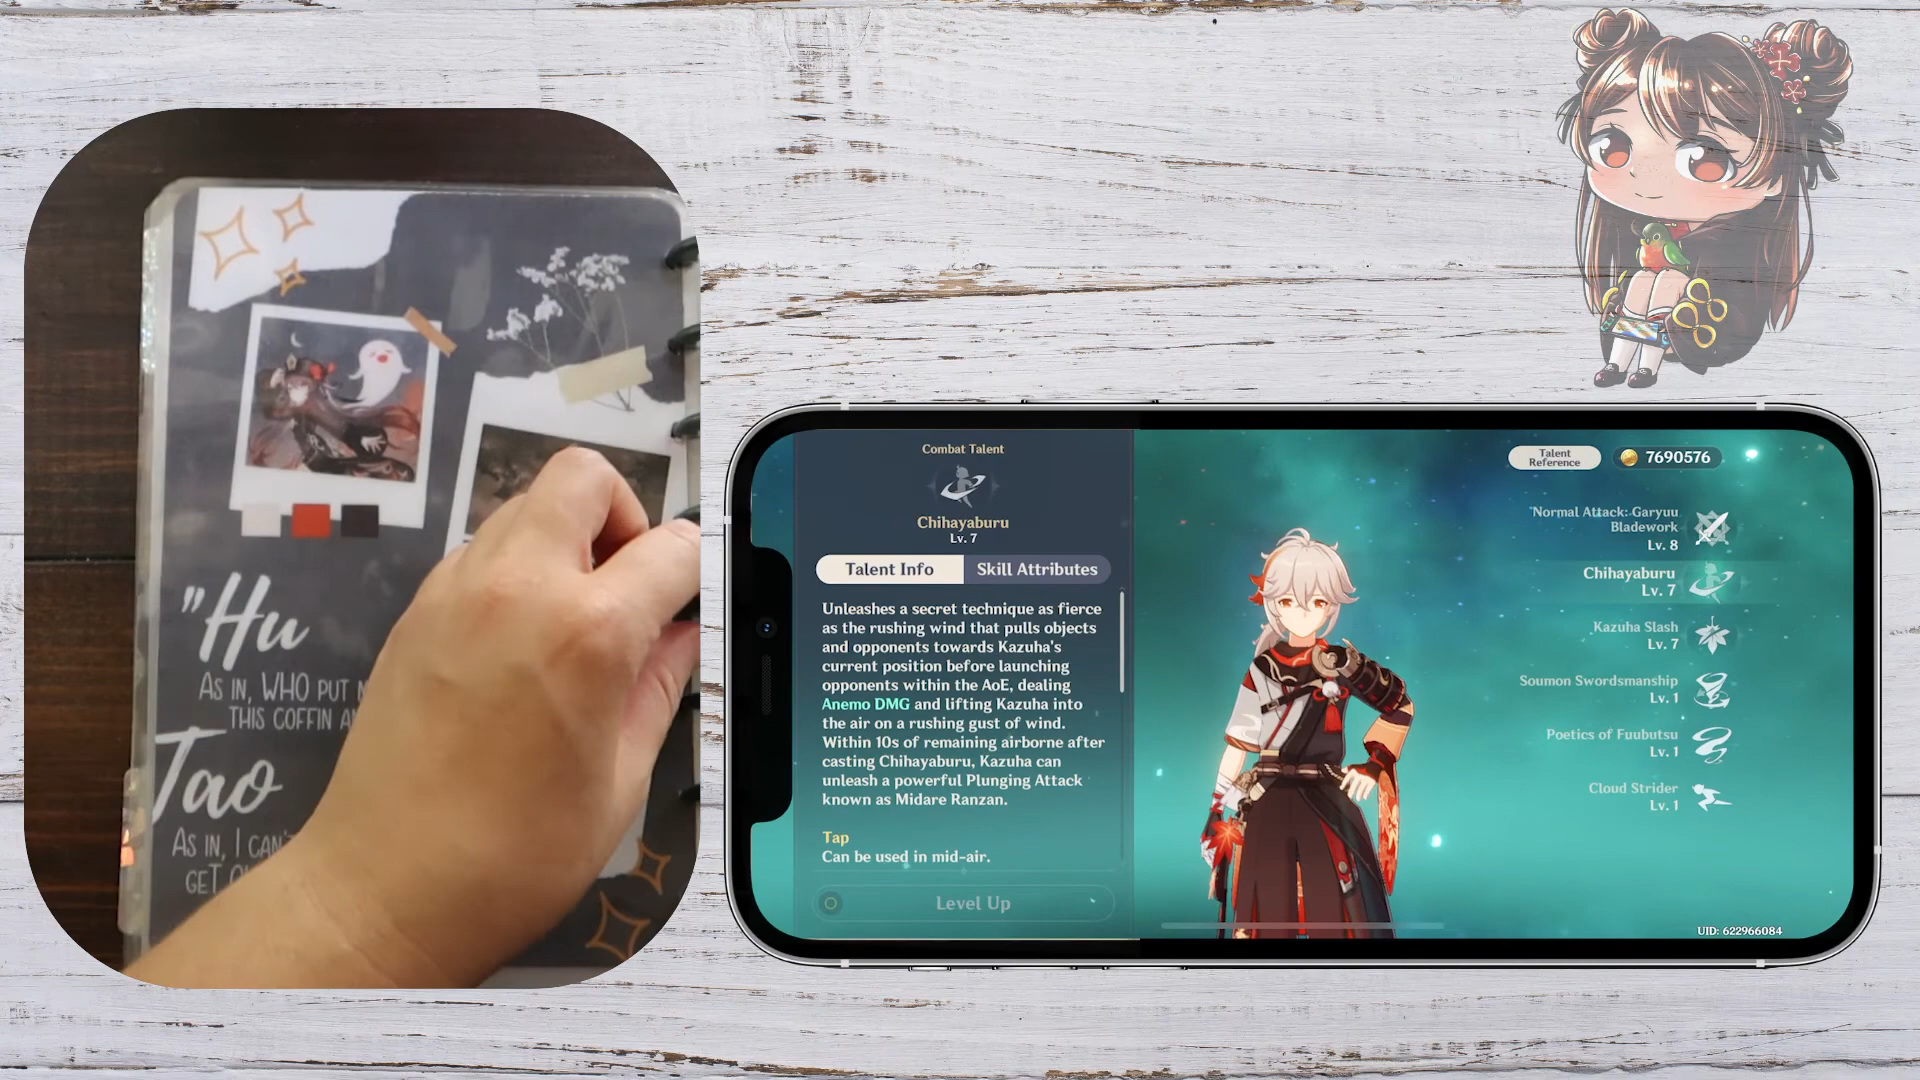 "Hu
AS IN, WHO PUT
THIS COFFIN
Tao
AS IN, I CAN'T
GET
Combat Talent
Chihayaburu
Lv. 7
Talent Info
Skill Attributes
Unleashes a secret technique as fierce
as the rushing wind that pulls objects
and opponents towards Kazuha's
current position before launching
opponents within the AoE, dealing
Anemo DMG and lifting Kazuha into
the air on a rushing gust of wind.
Within 10s of remaining airborne after
casting Chihayaburu, Kazuha can
unleash a powerful Plunging Attack
known as Midare Ranzan.
Tap
Can be used in mid-air.
Level Up
Talent
Reference
7690576
Normal Attack: Garyuu
Bladework
Lv. 8
Chihayaburu
Lv. 7
Kazuha Slash
Lv. 7
Soumon Swordsmanship
Lv. 1
Poetics of Fuubutsu
Lv. 1
Cloud Strider
Lv. 1
UID: 622966084